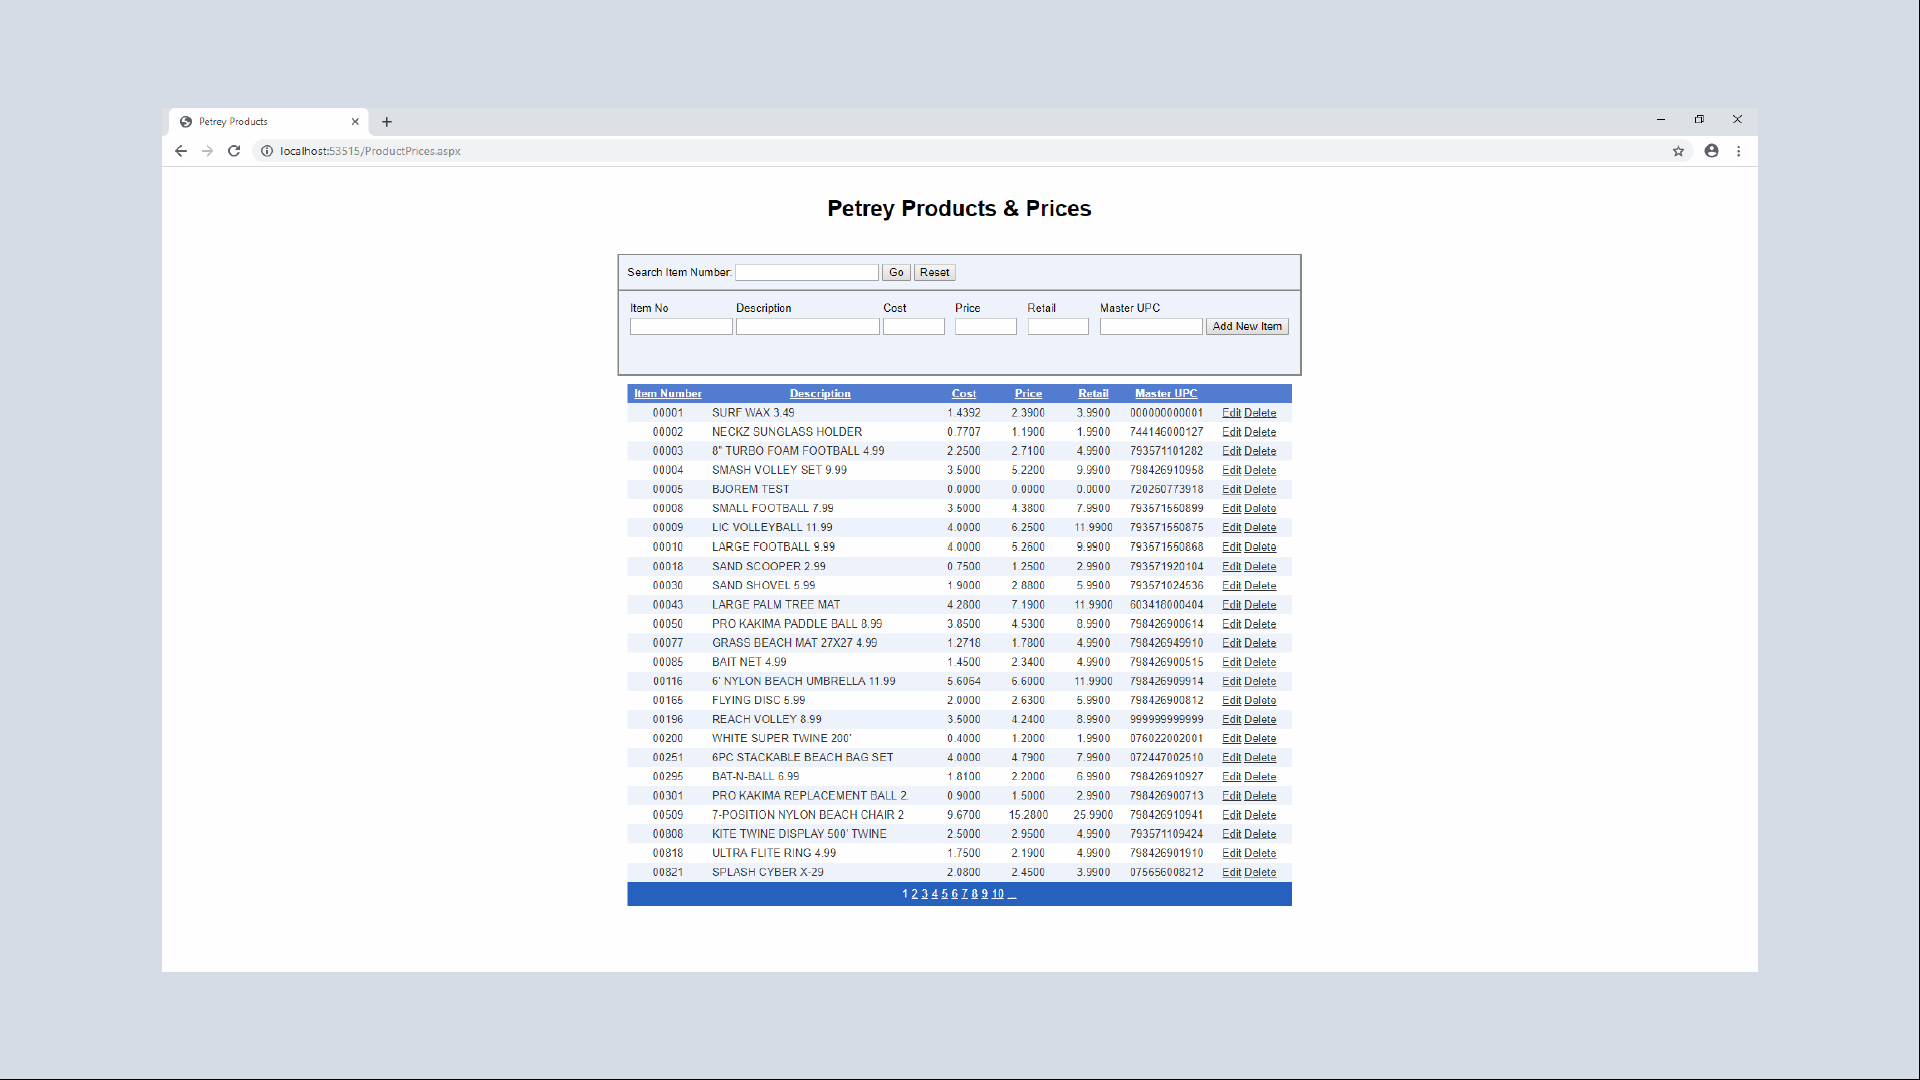 Petrey Products
localhost:53515/ProductPrices.aspx
Petrey Products & Prices
Search Item Number: Go Reset
Item No Description Cost Price Retail Master UPC
Add New Item
Item Number Description Cost Price Retail Master UPC
00001 SURF WAX 3.49 1.4392 2.3900 3.9900 000000000001 Edit Delete
00002 NECKZ SUNGLASS HOLDER 0.7707 1.1900 1.9900 744146000127 Edit Delete
00003 8" TURBO FOAM FOOTBALL 4.99 2.2500 2.7100 4.9900 793571101282 Edit Delete
00004 SMASH VOLLEY SET 9.99 3.5000 5.2200 9.9900 798426910958 Edit Delete
00005 BJOREM TEST 0.0000 0.0000 0.0000 720260773918 Edit Delete
00008 SMALL FOOTBALL 7.99 3.5000 4.3800 7.9900 793571550899 Edit Delete
00009 LIC VOLLEYBALL 11.99 4.0000 6.2500 11.9900 793571550875 Edit Delete
00010 LARGE FOOTBALL 9.99 4.0000 5.2600 9.9900 793571550868 Edit Delete
00018 SAND SCOOPER 2.99 0.7500 1.2500 2.9900 793571920104 Edit Delete
00030 SAND SHOVEL 5.99 1.9000 2.8800 5.9900 793571024536 Edit Delete
00043 LARGE PALM TREE MAT 4.2800 7.1900 11.9900 603418000404 Edit Delete
00050 PRO KAKIMA PADDLE BALL 8.99 3.8500 4.5300 8.9900 798426900614 Edit Delete
00077 GRASS BEACH MAT 27X27 4.99 1.2718 1.7800 4.9900 798426949910 Edit Delete
00085 BAIT NET 4.99 1.4500 2.3400 4.9900 798426900515 Edit Delete
00116 6' NYLON BEACH UMBRELLA 11.99 5.6064 6.6000 11.9900 798426909914 Edit Delete
00165 FLYING DISC 5.99 2.0000 2.6300 5.9900 798426900812 Edit Delete
00196 REACH VOLLEY 8.99 3.5000 4.2400 8.9900 999999999999 Edit Delete
00200 WHITE SUPER TWINE 200' 0.4000 1.2000 1.9900 076022002001 Edit Delete
00251 6PC STACKABLE BEACH BAG SET 4.0000 4.7900 7.9900 072447002510 Edit Delete
00295 BAT-N-BALL 6.99 1.8100 2.2000 6.9900 798426910927 Edit Delete
00301 PRO KAKIMA REPLACEMENT BALL 2. 0.9000 1.5000 2.9900 798426900713 Edit Delete
00509 7-POSITION NYLON BEACH CHAIR 2 9.6700 15.2800 25.9900 798426910941 Edit Delete
00808 KITE TWINE DISPLAY 500' TWINE 2.5000 2.9500 4.9900 793571109424 Edit Delete
00818 ULTRA FLITE RING 4.99 1.7500 2.1900 4.9900 798426901910 Edit Delete
00821 SPLASH CYBER X-29 2.0800 2.4500 3.9900 075656008212 Edit Delete
1 2 3 4 5 6 7 8 9 10 ...